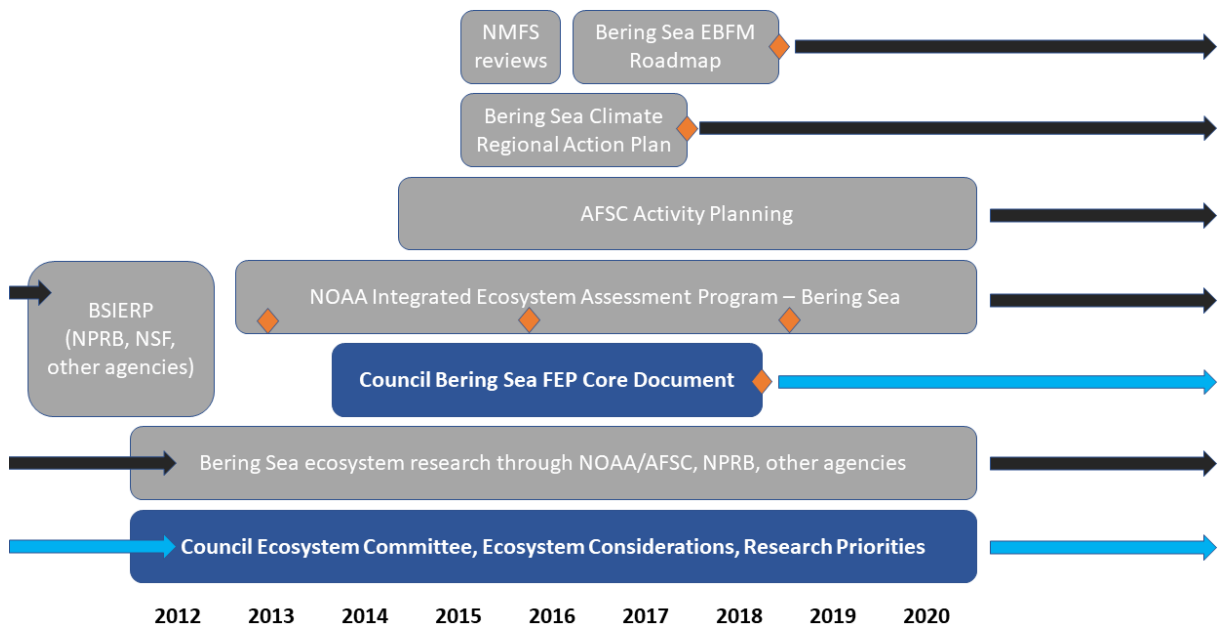 NMFS
reviews
Bering Sea EBFM
Roadmap
Bering Sea Climate
Regional Action Plan
AFSC Activity Planning
BSIERP
(NPRB, NSF,
other agencies)
NOAA Integrated Ecosystem Assessment Program – Bering Sea
Council Bering Sea FEP Core Document
Bering Sea ecosystem research through NOAA/AFSC, NPRB, other agencies
Council Ecosystem Committee, Ecosystem Considerations, Research Priorities
2012 2013 2014 2015 2016 2017 2018 2019 2020